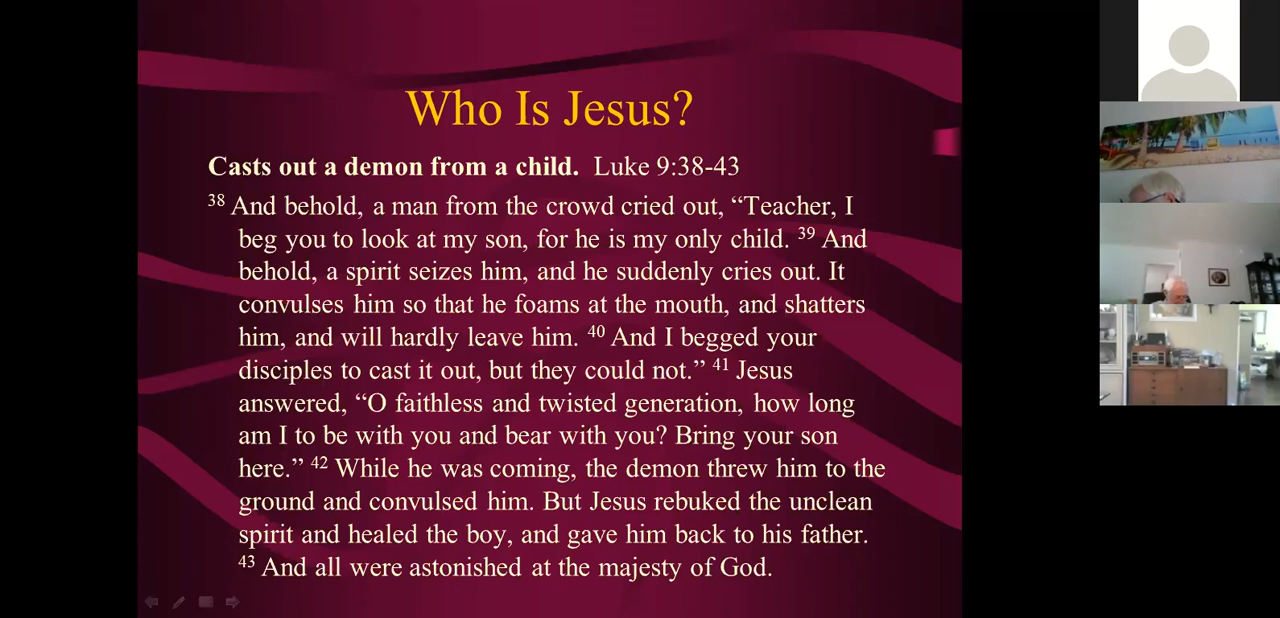 Who Is Jesus?
Casts out a demon from a child. Luke 9:38-43
38 And behold, a man from the crowd cried out, “Teacher, I
beg you to look at my son, for he is my only child. 39 And
behold, a spirit seizes him, and he suddenly cries out. It
convulses him so that he foams at the mouth, and shatters
him, and will hardly leave him. 40 And I begged your
disciples to cast it out, but they could not.” 41 Jesus
answered, “O faithless and twisted generation, how long
am I to be with you and bear with you? Bring your son
here.” 42 While he was coming, the demon threw him to the
ground and convulsed him. But Jesus rebuked the unclean
spirit and healed the boy, and gave him back to his father.
43 And all were astonished at the majesty of God.